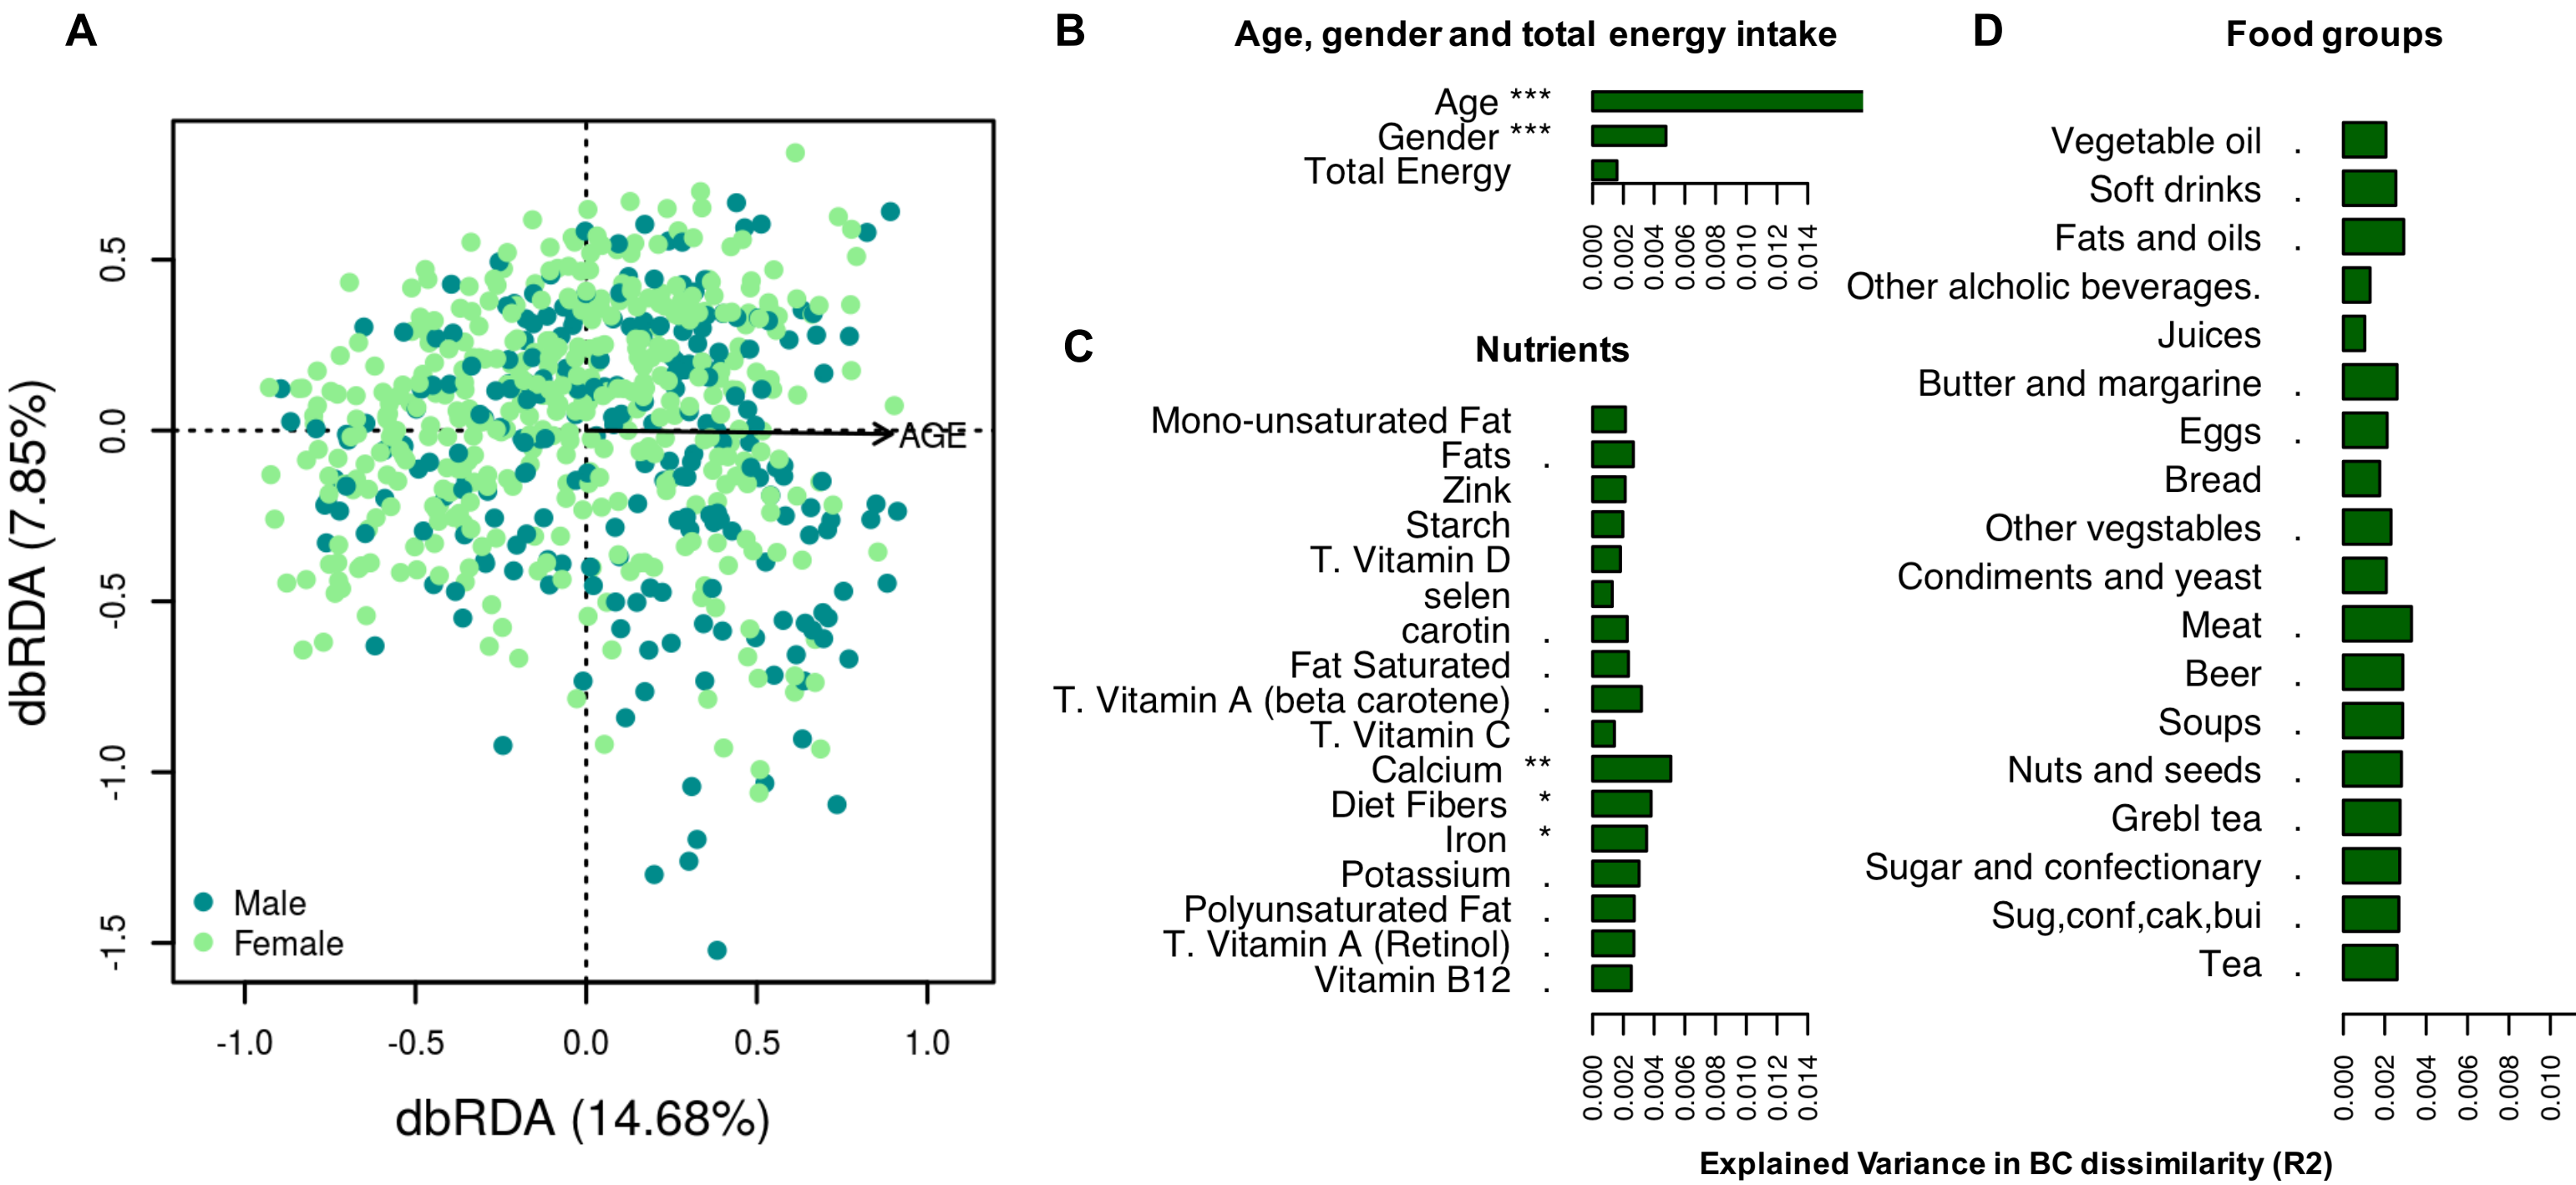 A
dbRDA (7.85%)
0.5
0.0
-0.5
-1.0
-1.5
AGE
Male
Female
-1.0 -0.5 0.0 0.5 1.0
dbRDA (14.68%)
B
Age, gender and total energy intake
Age ***
Gender ***
Total Energy
0.000 0.002 0.004 0.006 0.008 0.010 0.012 0.014
C
Nutrients
Mono-unsaturated Fat
Fats .
Zink
Starch
T. Vitamin D
selen
carotin .
Fat Saturated .
T. Vitamin A (beta carotene) .
T. Vitamin C
Calcium **
Diet Fibers *
Iron *
Potassium .
Polyunsaturated Fat .
T. Vitamin A (Retinol) .
Vitamin B12 .
0.000 0.002 0.004 0.006 0.008 0.010 0.012 0.014
D
Food groups
Vegetable oil .
Soft drinks .
Fats and oils .
Other alcholic beverages.
Juices
Butter and margarine .
Eggs .
Bread
Other vegstables .
Condiments and yeast
Meat .
Beer .
Soups .
Nuts and seeds .
Grebl tea .
Sugar and confectionary .
Sug,conf,cak,bui .
Tea .
0.000 0.002 0.004 0.006 0.008 0.010
Explained Variance in BC dissimilarity (R2)